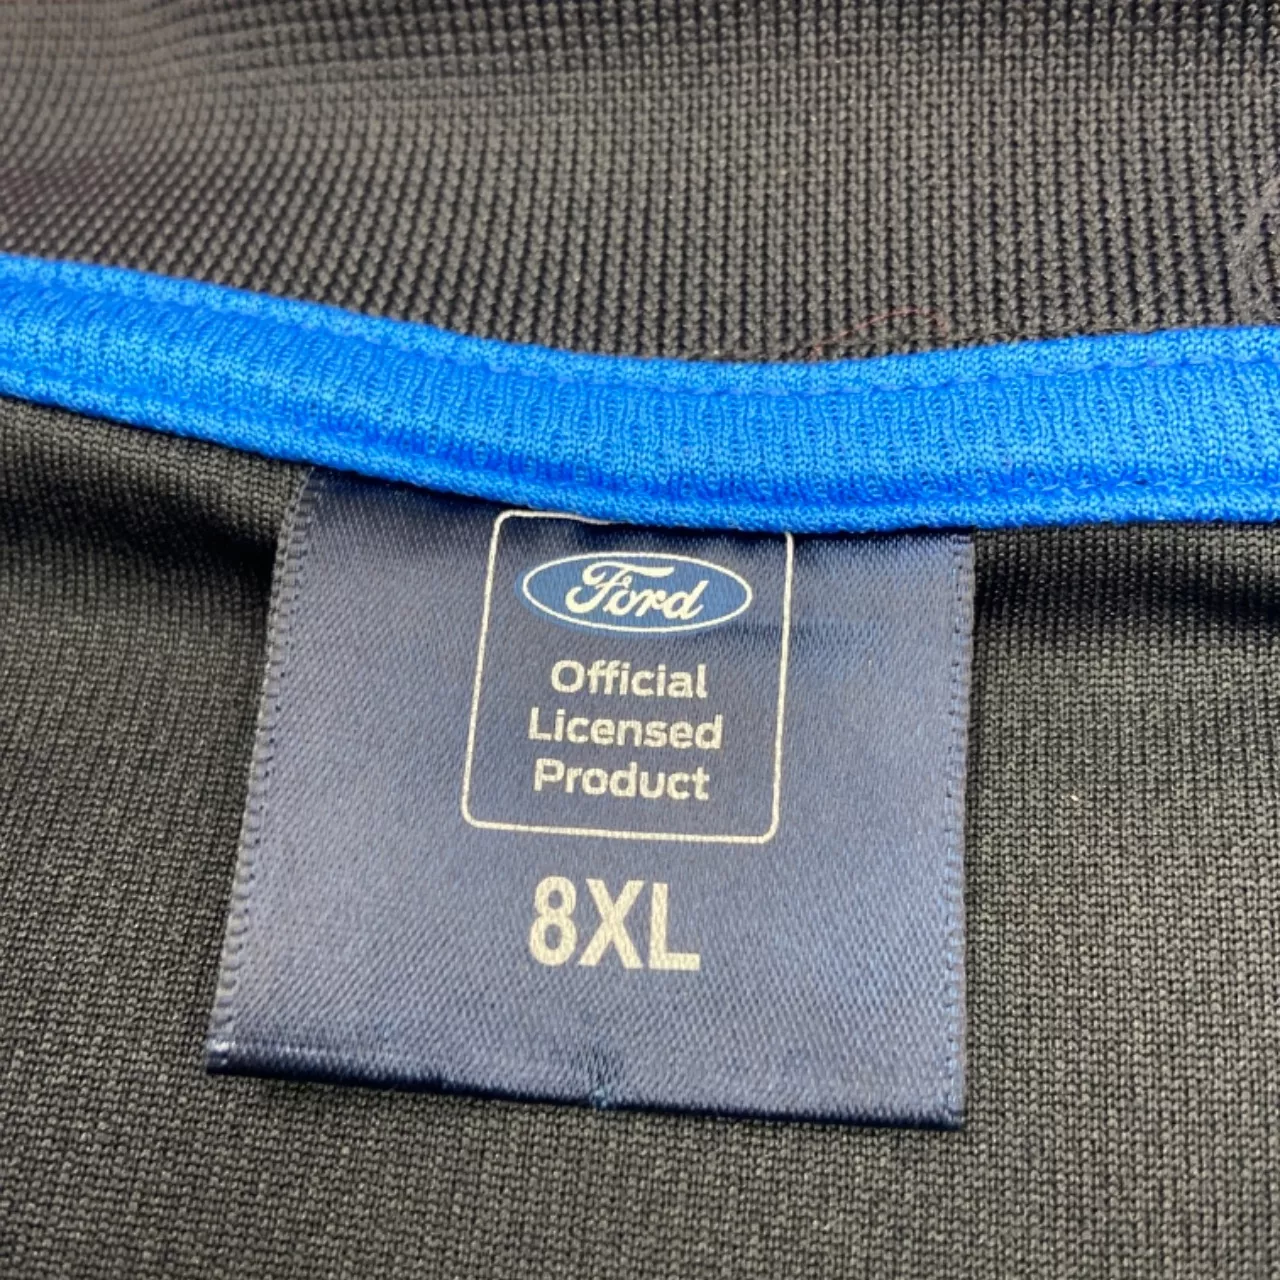 Ford
Official
Licensed
Product
8XL